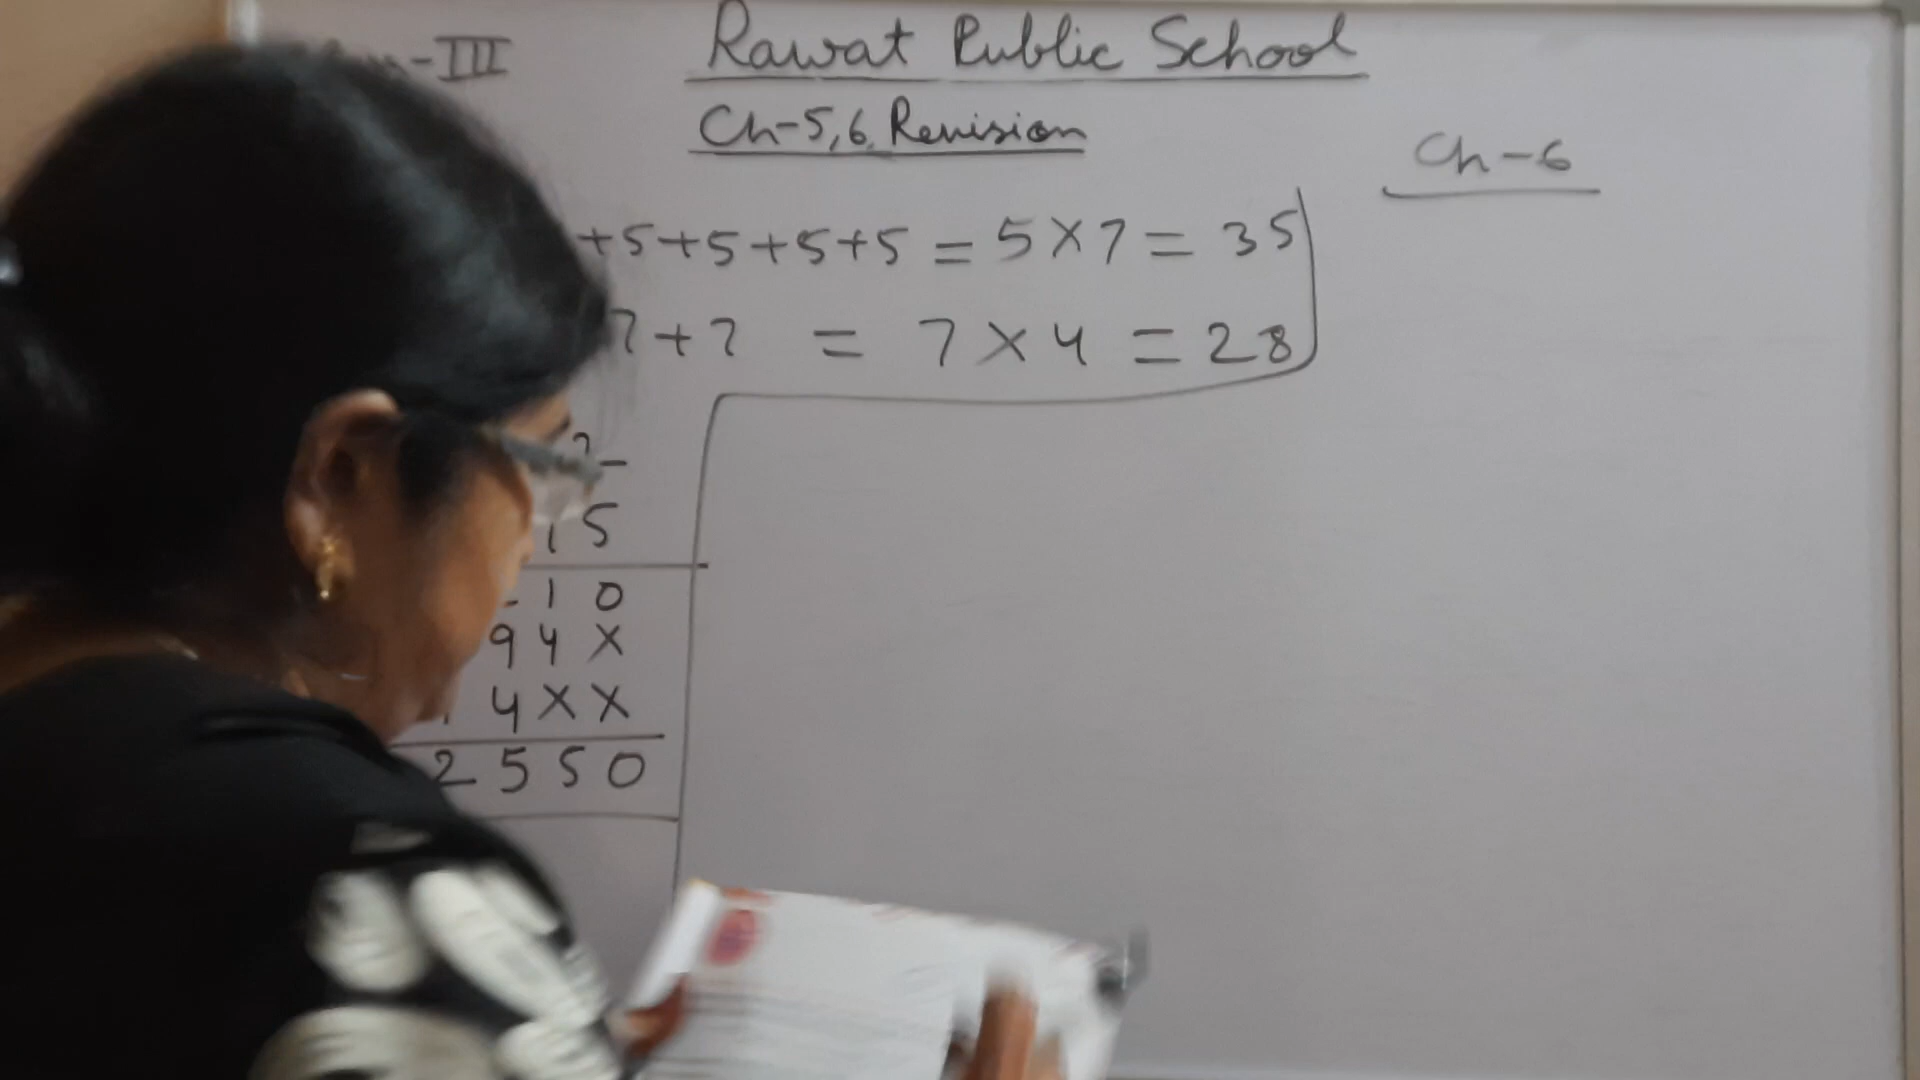 -III
Rawat Public School
Ch-5,6, Revision
Ch-6
+5+5+5+5 = 5×7 = 35
7+7 = 7×4 = 28
15
10
94×
4××
2550